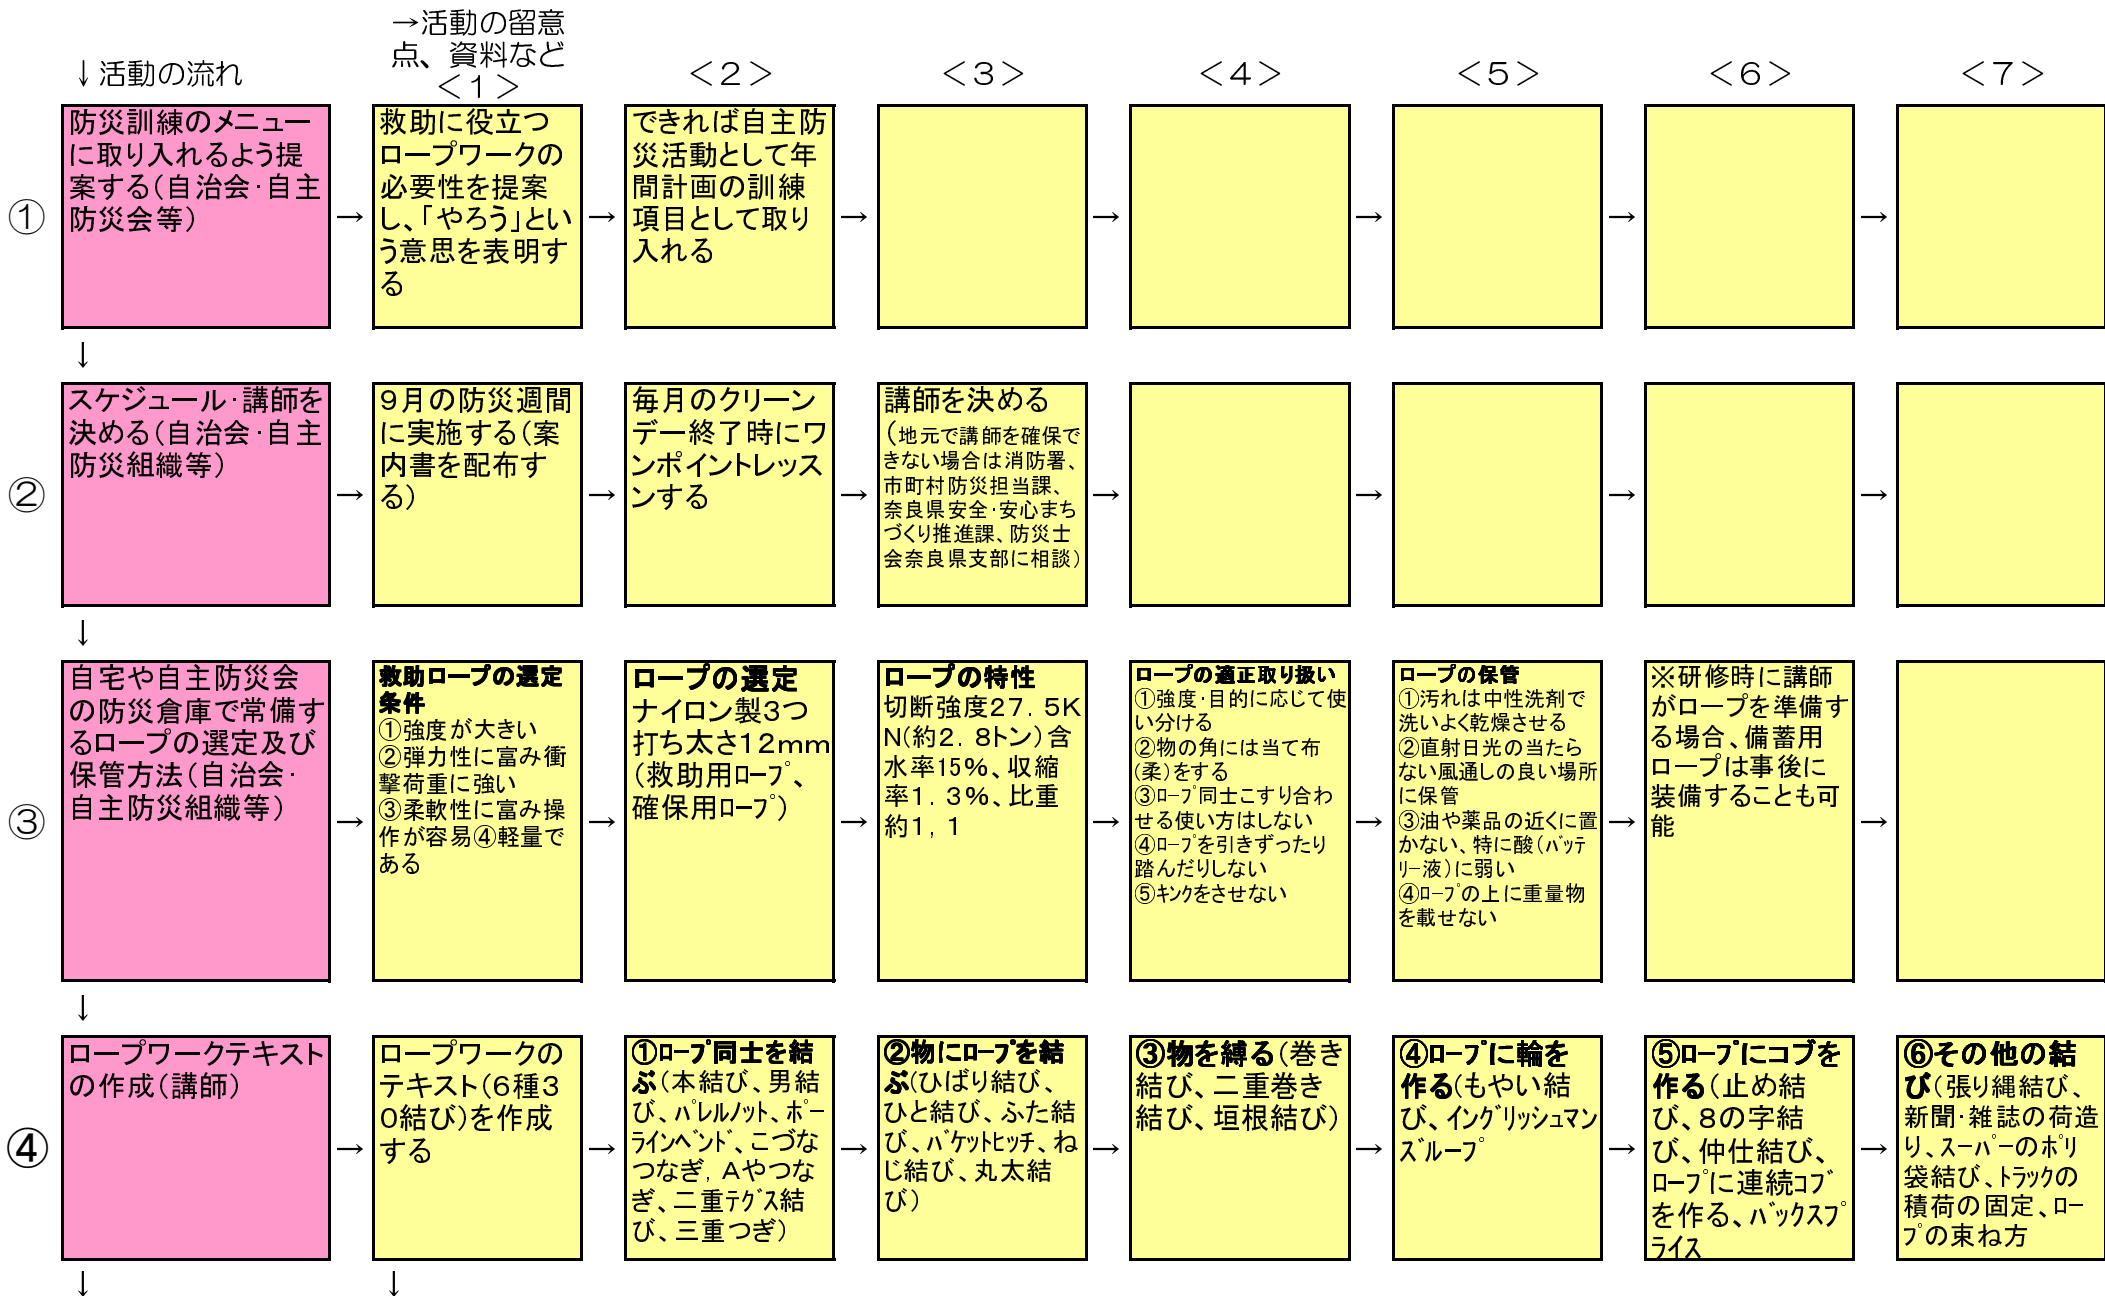 →活動の留意
点、資料など
↓活動の流れ
＜１＞
＜２＞
＜３＞
＜４＞
＜５＞
＜６＞
＜７＞
①
防災訓練のメニュー
に取り入れるよう提
案する(自治会・自主
防災会等)
→
救助に役立つ
ロープワークの
必要性を提案
し、「やろう」とい
う意思を表明す
る
→
できれば自主防
災活動として年
間計画の訓練
項目として取り
入れる
→
→
→
→
→
↓
②
スケジュール・講師を
決める(自治会・自主
防災組織等)
→
９月の防災週間
に実施する(案
内書を配布す
る)
→
毎月のクリーン
デー終了時にワ
ンポイントレッス
ンする
→
講師を決める
(地元で講師を確保で
きない場合は消防署、
市町村防災担当課、
奈良県安全・安心まち
づくり推進課、防災士
会奈良県支部に相談)
→
→
→
→
↓
③
自宅や自主防災会
の防災倉庫で常備す
るロープの選定及び
保管方法(自治会・
自主防災組織等)
→
救助ロープの選定
条件
①強度が大きい
②弾力性に富み衝
撃荷重に強い
③柔軟性に富み操
作が容易④軽量で
ある
→
ロープの選定
ナイロン製３つ
打ち太さ１２ｍｍ
(救助用ﾛｰﾌﾟ、
確保用ﾛｰﾌﾟ)
→
ロープの特性
切断強度２７．５Ｋ
Ｎ(約２．８トン)含
水率15％、収縮
率１．３％、比重
約１，１
→
ロープの適正取り扱い
①強度・目的に応じて使
い分ける
②物の角には当て布
(柔)をする
③ﾛｰﾌﾟ同士こすり合わ
せる使い方はしない
④ﾛｰﾌﾟを引きずったり
踏んだりしない
⑤ｷﾝｸをさせない
→
ロープの保管
①汚れは中性洗剤で
洗いよく乾燥させる
②直射日光の当たら
ない風通しの良い場所
に保管
③油や薬品の近くに置
かない、特に酸(ﾊﾞｯﾃ
ﾘｰ液)に弱い
④ﾛｰﾌﾟの上に重量物
を載せない
→
※研修時に講師
がロープを準備す
る場合、備蓄用
ロープは事後に
装備することも可
能
→
↓
④
ロープワークテキスト
の作成(講師)
→
ロープワークの
テキスト(６種３
０結び)を作成
する
→
①ﾛｰﾌﾟ同士を結
ぶ(本結び、男結
び、ﾊﾟﾚﾙﾉｯﾄ、ﾎﾞｰ
ﾗｲﾝﾍﾞﾝﾄﾞ、こづな
つなぎ，Ａやつな
ぎ、二重ﾃｸﾞｽ結
び、三重つぎ)
→
②物にﾛｰﾌﾟを結
ぶ(ひばり結び、
ひと結び、ふた結
び、ﾊﾞｹｯﾄﾋｯﾁ、ね
じ結び、丸太結
び)
→
③物を縛る(巻き
結び、二重巻き
結び、垣根結び)
→
④ﾛｰﾌﾟに輪を
作る(もやい結
び、ｲﾝｸﾞﾘｯｼｭﾏﾝ
ｽﾞﾙｰﾌﾟ
→
⑤ﾛｰﾌﾟにコブを
作る(止め結
び、８の字結
び、仲仕結び、
ﾛｰﾌﾟに連続ｺﾌﾞ
を作る、ﾊﾞｯｸｽﾌﾟ
ﾗｲｽ
→
⑥その他の結
び(張り縄結び、
新聞・雑誌の荷造
り、ｽｰﾊﾟｰのﾎﾟﾘ
袋結び、ﾄﾗｯｸの
積荷の固定、ﾛｰ
ﾌﾟの束ね方
↓
↓